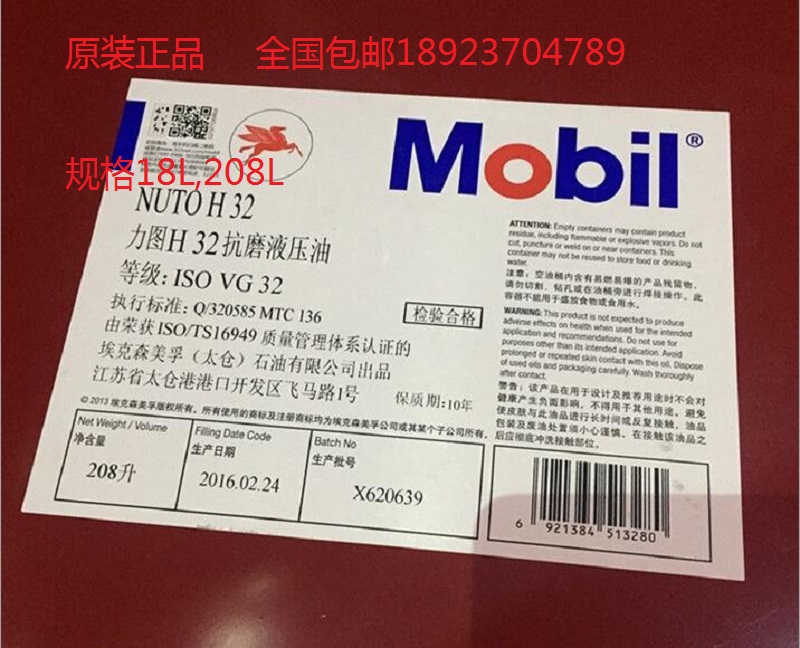 原装正品 全国包邮18923704789
Mobil®
规格18L,208L
NUTO H 32
力图H 32抗磨液压油
等级: ISO VG 32
执行标准: Q/320585 MTC 136
检验合格
由荣获ISO/TS16949 质量管理体系认证的
埃克森美孚（太仓）石油有限公司出品
江苏省太仓港港口开发区飞马路1号
保质期:10年
© 2013 埃克森美孚版权所有。所有使用的商标及注册商标均为埃克森美孚公司或其某个子公司所有。
ATTENTION: Empty containers may contain product
residue, including flammable or explosive vapors. Do not
cut, puncture or weld on or near containers. This
container may not be reused to store food or drinking
water.
注意：空油桶内含有易燃易爆的产品残留物，
请勿切割、钻孔或在油桶旁进行焊接操作。此
容器不能用于盛放食物或食用水。
WARNING: This product is not expected to produce
adverse effects on health when used for the intended
application and recommendations. Do not use for
purposes other than its intended application. Avoid
prolonged or repeated skin contact with this oil. Dispose
of used oils and packaging carefully. Wash thoroughly
after contact.
警告：该产品在用于设计及推荐用途时不会对
健康产生负面影响，不得用于其他用途。避免
使皮肤与此油品进行长时间或反复接触，油品
包装及废油处置须小心谨慎。在接触该油品之
后应彻底冲洗接触部位。
Net Weight / Volume
净含量
208升
Filling Date Code
生产日期
2016.02.24
Batch No
生产批号
X620639
6 921384 513280